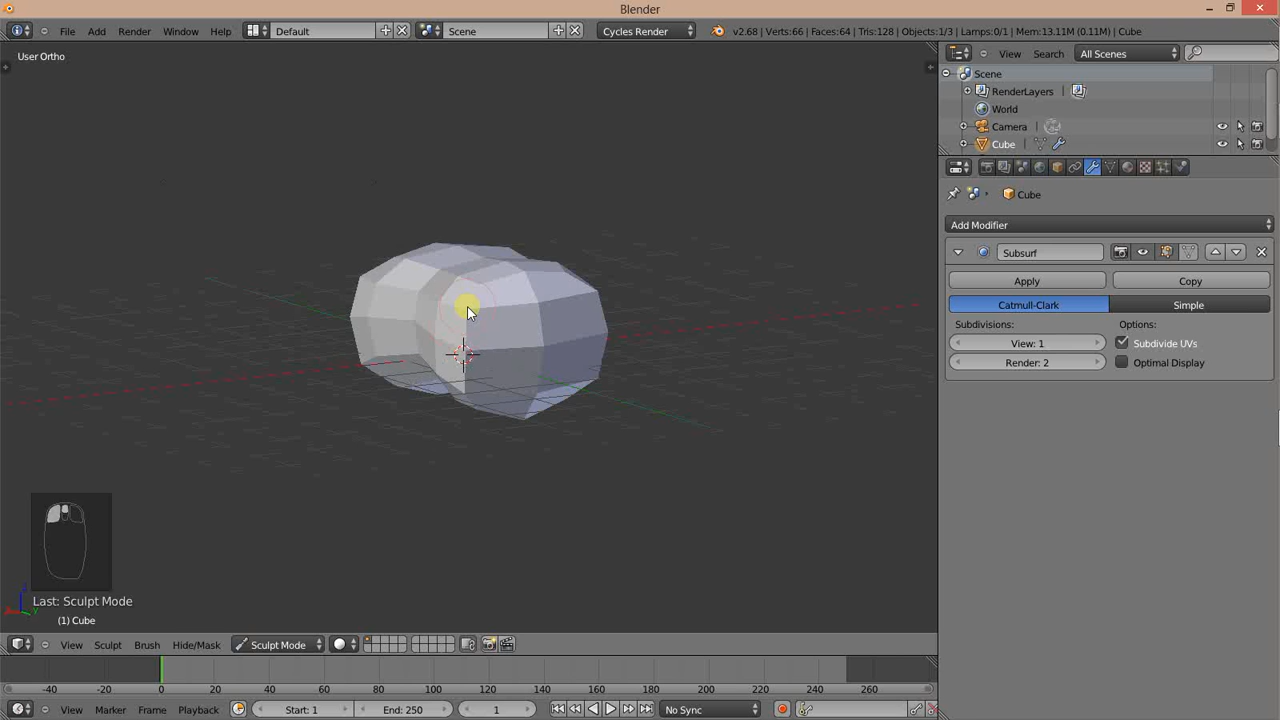 Blender
File Add Render Window Help Default Scene Cycles Render v2.68 | Verts:66 | Faces:64 | Tris:128 | Objects:1/3 | Lamps:0/1 | Mem:13.11M (0.11M) | Cube
User Ortho
View Search All Scenes
Scene
RenderLayers
World
Camera
Cube
Cube
Add Modifier
Subsurf
Apply Copy
Catmull-Clark Simple
Subdivisions: Options:
View: 1 Subdivide UVs
Render: 2 Optimal Display
Last: Sculpt Mode
(1) Cube
View Sculpt Brush Hide/Mask Sculpt Mode
-40 -20 0 20 40 60 80 100 120 140 160 180 200 220 240 260
View Marker Frame Playback Start: 1 End: 250 1 No Sync